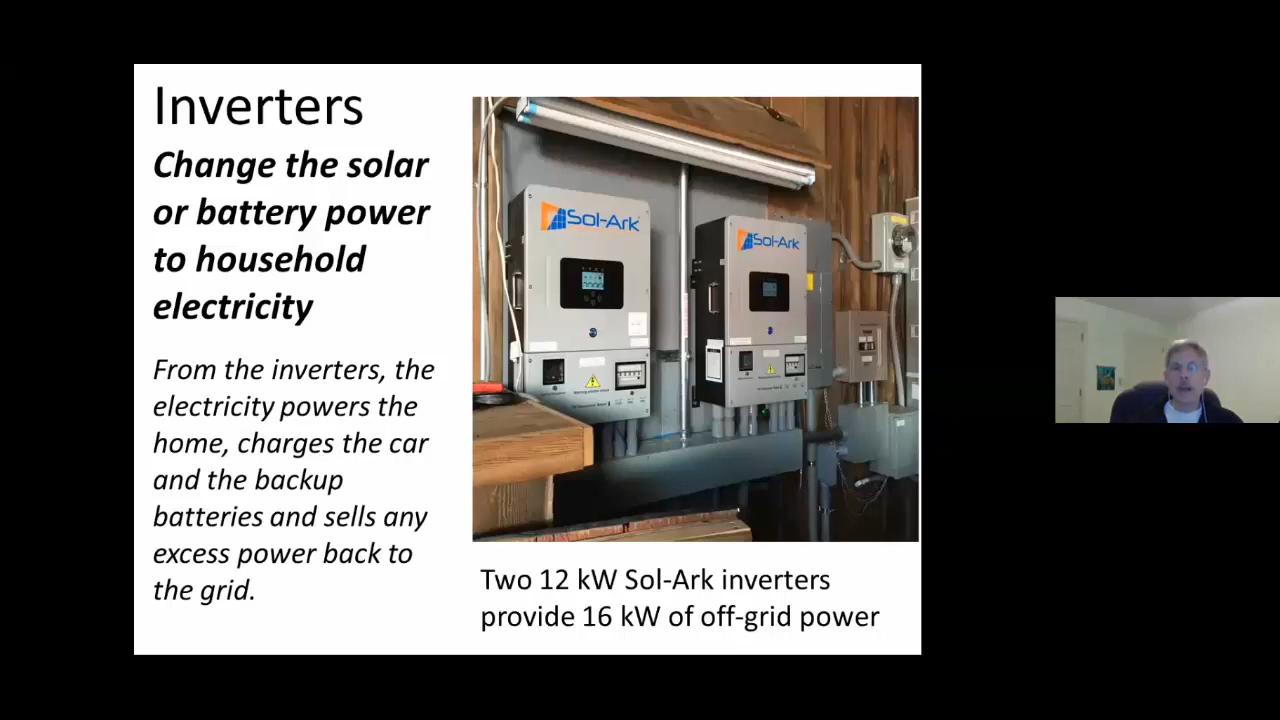 Inverters
Change the solar
or battery power
to household
electricity
From the inverters, the
electricity powers the
home, charges the car
and the backup
batteries and sells any
excess power back to
the grid.
Sol-Ark
Sol-Ark
Two 12 kW Sol-Ark inverters
provide 16 kW of off-grid power